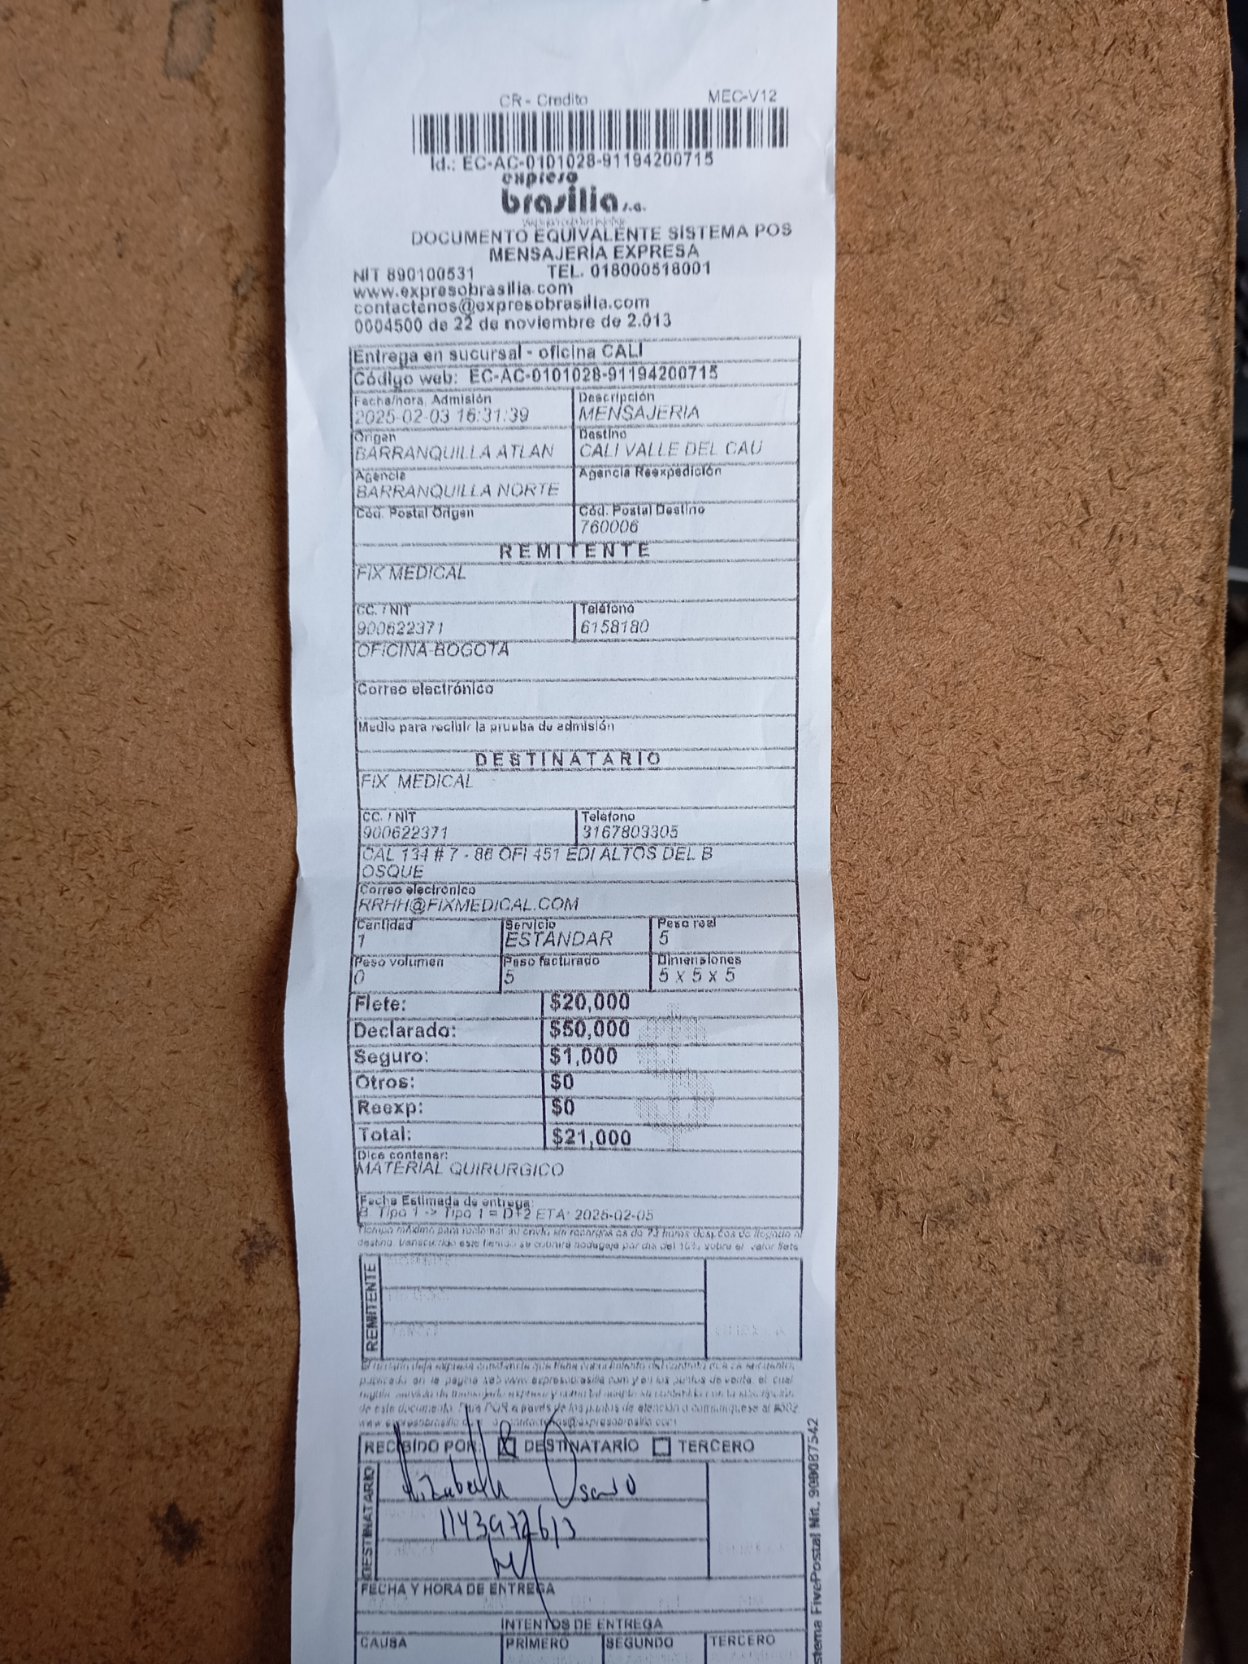 CR - Credito MEC-V12
Id.: EC-AC-0101028-91194200715
expreso
brasilia s.a.
DOCUMENTO EQUIVALENTE SISTEMA POS
MENSAJERÍA EXPRESA
NIT 890100531 TEL. 018000518001
www.expresobrasilia.com
contactenos@expresobrasilia.com
0004500 de 22 de noviembre de 2.013
Entrega en sucursal - oficina CALI
Código web: EC-AC-0101028-91194200715
Fecha/hora. Admisión Descripción
2025-02-03 16:31:39 MENSAJERIA
Origen Destino
BARRANQUILLA ATLAN CALI VALLE DEL CAU
Agencia Agencia Reexpedición
BARRANQUILLA NORTE
Cód. Postal Origen Cód. Postal Destino
760006
REMITENTE
FIX MEDICAL
CC. / NIT Teléfono
900622371 6158180
OFICINA-BOGOTA
Correo electrónico
Medio para recibir la prueba de admisión
DESTINATARIO
FIX MEDICAL
CC. / NIT Teléfono
900622371 3167803305
CAL 134 # 7 - 86 OFI 451 EDI ALTOS DEL B
OSQUE
Correo electrónico
RRHH@FIXMEDICAL.COM
Cantidad Servicio Peso real
1 ESTANDAR 5
Peso volumen Peso facturado Dimensiones
0 5 5 x 5 x 5
Flete: $20,000
Declarado: $50,000
Seguro: $1,000
Otros: $0
Reexp: $0
Total: $21,000
Dice contener:
MATERIAL QUIRURGICO
Fecha Estimada de entrega:
B. Tipo 1 -> Tipo 1 = D+2 ETA: 2025-02-05
REMITENTE
RECIBIDO POR: DESTINATARIO TERCERO
DESTINATARIO
Osorio
1143972613
FECHA Y HORA DE ENTREGA
INTENTOS DE ENTREGA
CAUSA PRIMERO SEGUNDO TERCERO
stema FivePostal Nit. 900087542